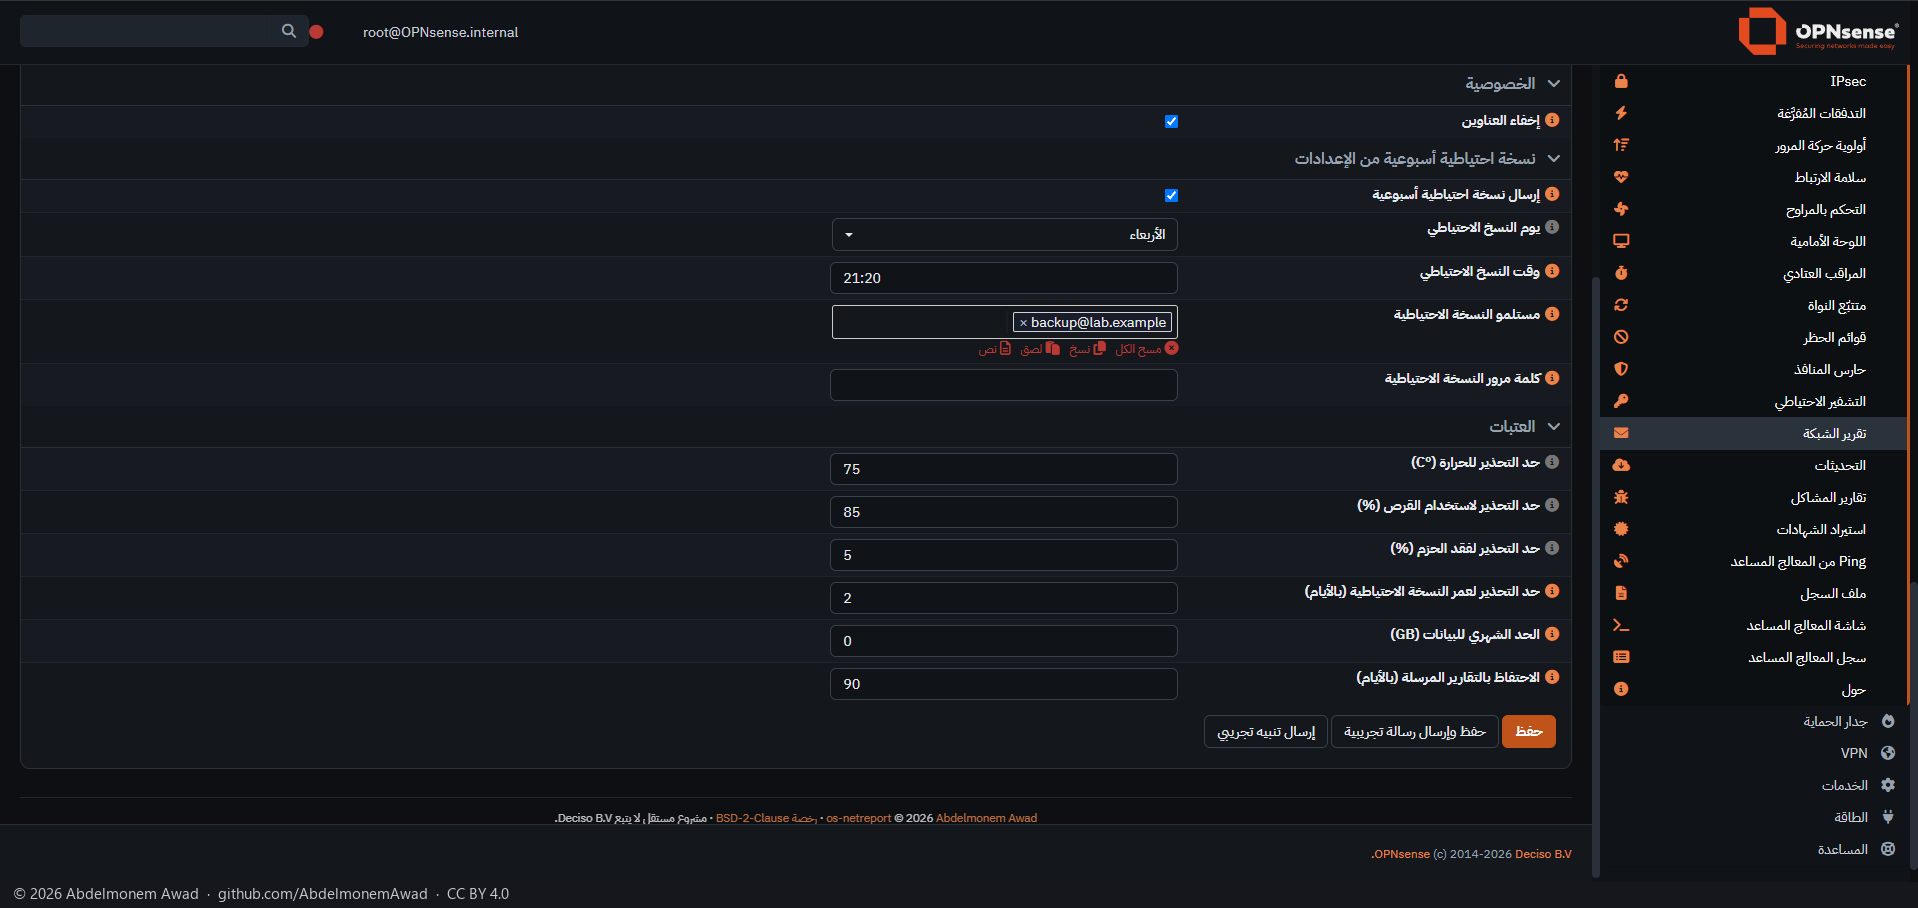 root@OPNsense.internal
OPNsense®
Securing networks made easy
IPsec
التدفقات المُفرَّغة
أولوية حركة المرور
سلامة الارتباط
التحكم بالمراوح
اللوحة الأمامية
المراقب العتادي
متتبّع النواة
قوائم الحظر
حارس المنافذ
التشفير الاحتياطي
تقرير الشبكة
التحديثات
تقارير المشاكل
استيراد الشهادات
Ping من المعالج المساعد
ملف السجل
شاشة المعالج المساعد
سجل المعالج المساعد
حول
جدار الحماية
VPN
الخدمات
الطاقة
المساعدة
الخصوصية
إخفاء العناوين
نسخة احتياطية أسبوعية من الإعدادات
إرسال نسخة احتياطية أسبوعية
يوم النسخ الاحتياطي
الأربعاء
وقت النسخ الاحتياطي
21:20
مستلمو النسخة الاحتياطية
backup@lab.example ×
مسح الكل نسخ لصق نص
كلمة مرور النسخة الاحتياطية
العتبات
حد التحذير للحرارة (°C)
75
حد التحذير لاستخدام القرص (%)
85
حد التحذير لفقد الحزم (%)
5
حد التحذير لعمر النسخة الاحتياطية (بالأيام)
2
الحد الشهري للبيانات (GB)
0
الاحتفاظ بالتقارير المرسلة (بالأيام)
90
حفظ
حفظ وإرسال رسالة تجريبية
إرسال تنبيه تجريبي
os-netreport © 2026 Abdelmonem Awad · رخصة BSD-2-Clause · مشروع مستقل لا يتبع Deciso B.V.
OPNsense (c) 2014-2026 Deciso B.V.
© 2026 Abdelmonem Awad · github.com/AbdelmonemAwad · CC BY 4.0